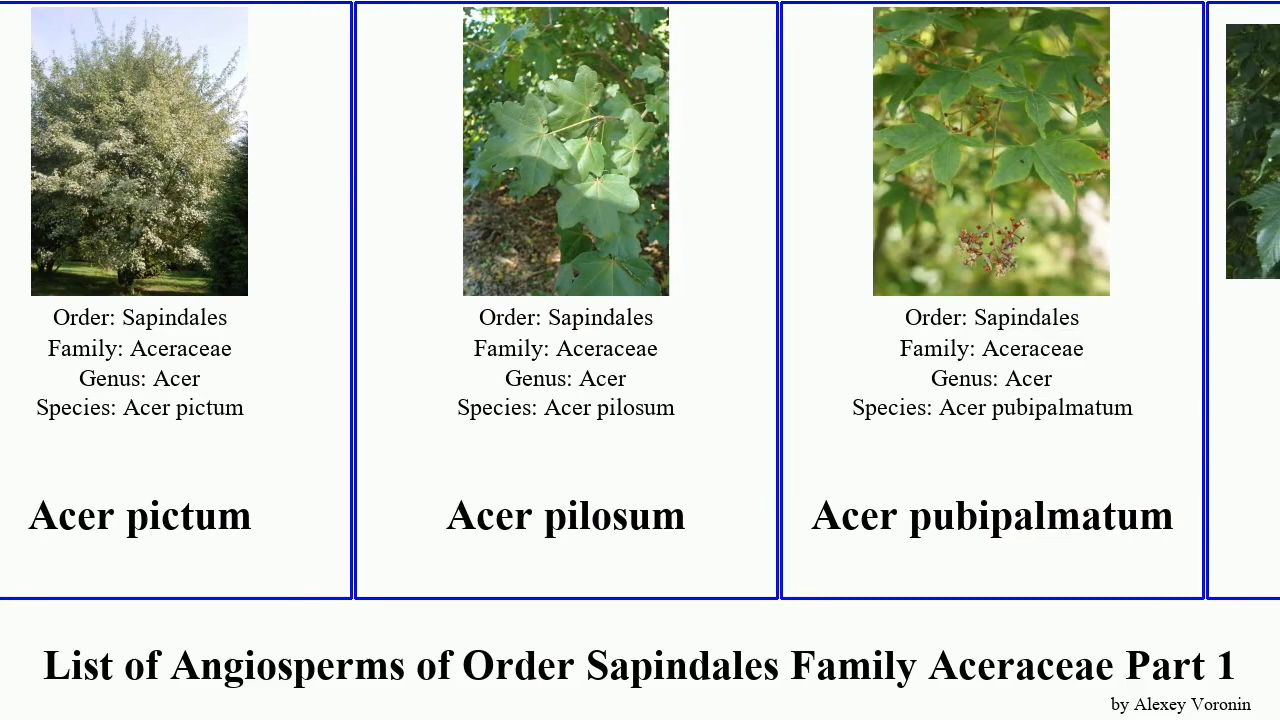 Order: Sapindales
Family: Aceraceae
Genus: Acer
Species: Acer pictum
Acer pictum
Order: Sapindales
Family: Aceraceae
Genus: Acer
Species: Acer pilosum
Acer pilosum
Order: Sapindales
Family: Aceraceae
Genus: Acer
Species: Acer pubipalmatum
Acer pubipalmatum
List of Angiosperms of Order Sapindales Family Aceraceae Part 1
by Alexey Voronin